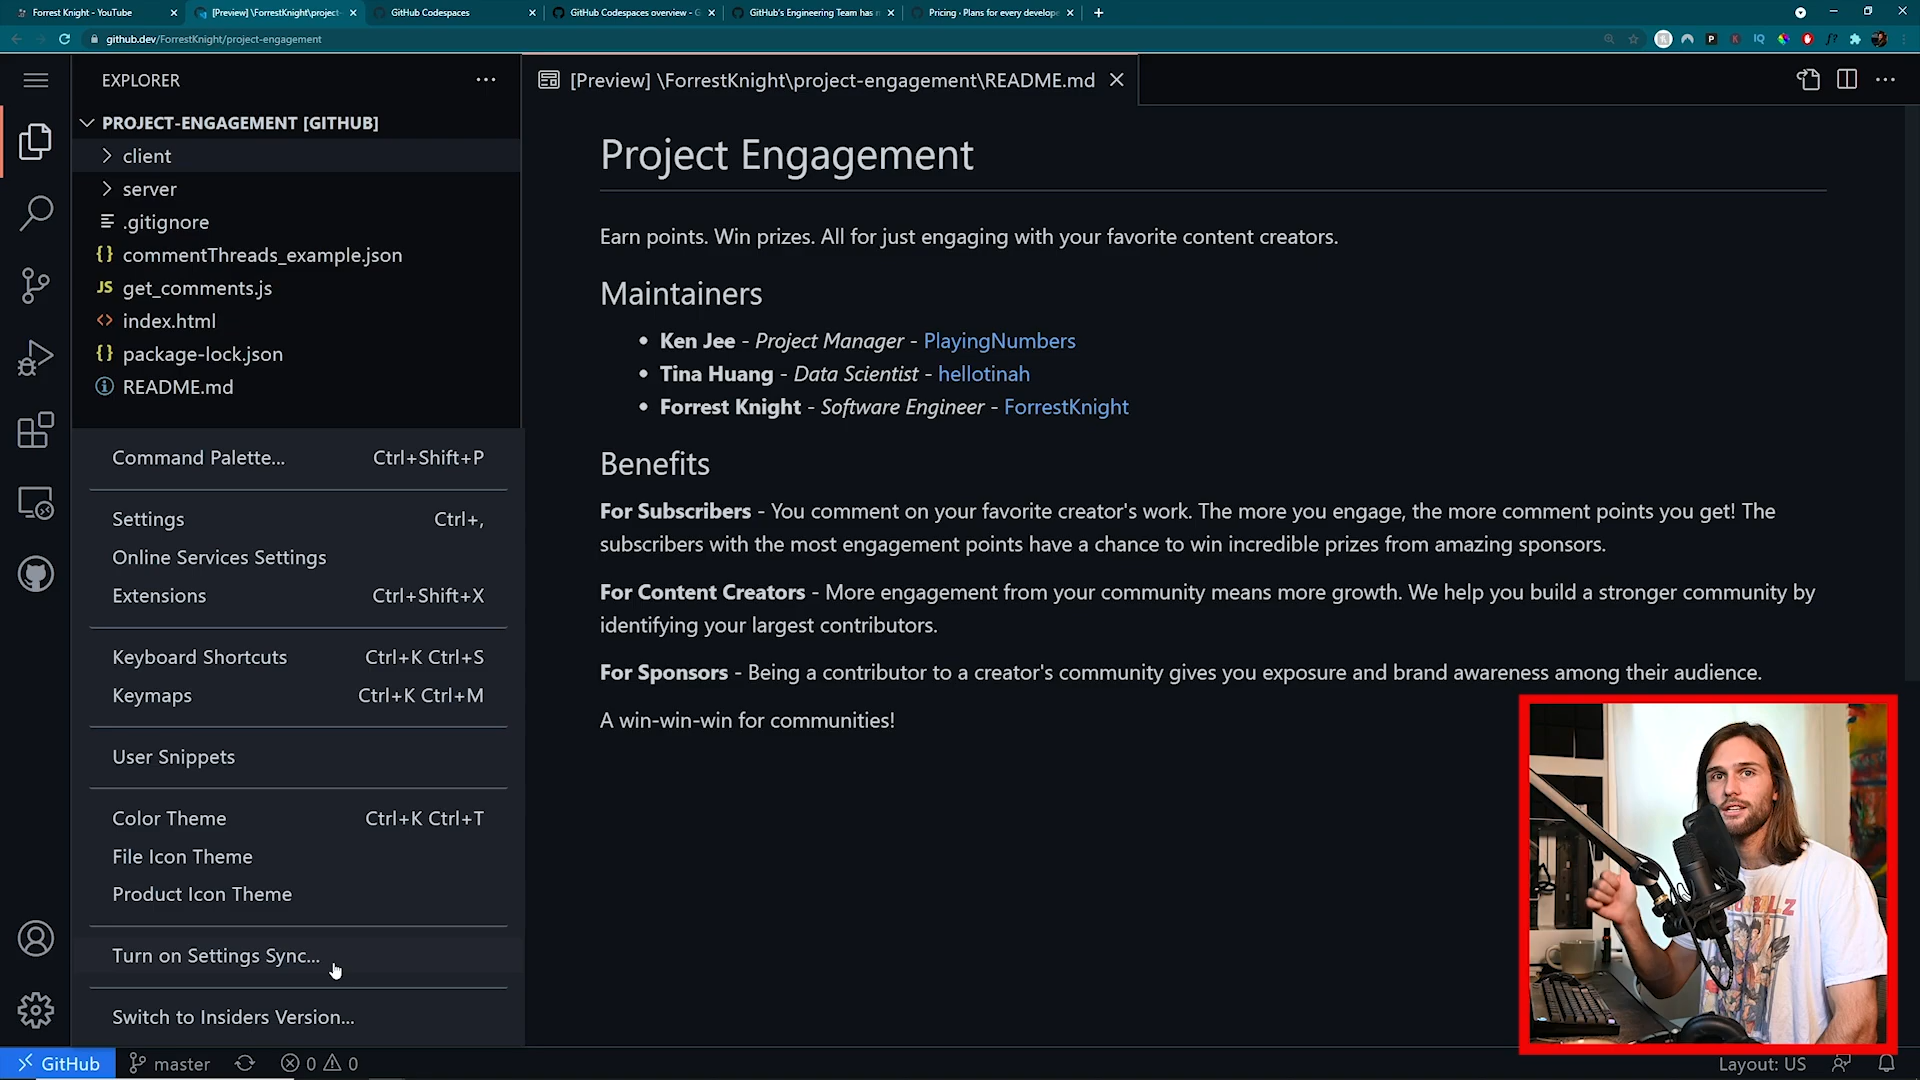 Forrest Knight - YouTube
[Preview] \ForrestKnight\project-
GitHub Codespaces
GitHub Codespaces overview - G
GitHub's Engineering Team has m
Pricing · Plans for every develope
github.dev/ForrestKnight/project-engagement
EXPLORER
[Preview] \ForrestKnight\project-engagement\README.md
PROJECT-ENGAGEMENT [GITHUB]
client
server
.gitignore
commentThreads_example.json
JS get_comments.js
index.html
package-lock.json
README.md
Command Palette... Ctrl+Shift+P
Settings Ctrl+,
Online Services Settings
Extensions Ctrl+Shift+X
Keyboard Shortcuts Ctrl+K Ctrl+S
Keymaps Ctrl+K Ctrl+M
User Snippets
Color Theme Ctrl+K Ctrl+T
File Icon Theme
Product Icon Theme
Turn on Settings Sync...
Switch to Insiders Version...
Project Engagement
Earn points. Win prizes. All for just engaging with your favorite content creators.
Maintainers
• Ken Jee - Project Manager - PlayingNumbers
• Tina Huang - Data Scientist - hellotinah
• Forrest Knight - Software Engineer - ForrestKnight
Benefits
For Subscribers - You comment on your favorite creator's work. The more you engage, the more comment points you get! The
subscribers with the most engagement points have a chance to win incredible prizes from amazing sponsors.
For Content Creators - More engagement from your community means more growth. We help you build a stronger community by
identifying your largest contributors.
For Sponsors - Being a contributor to a creator's community gives you exposure and brand awareness among their audience.
A win-win-win for communities!
GitHub master 0 0 Layout: US